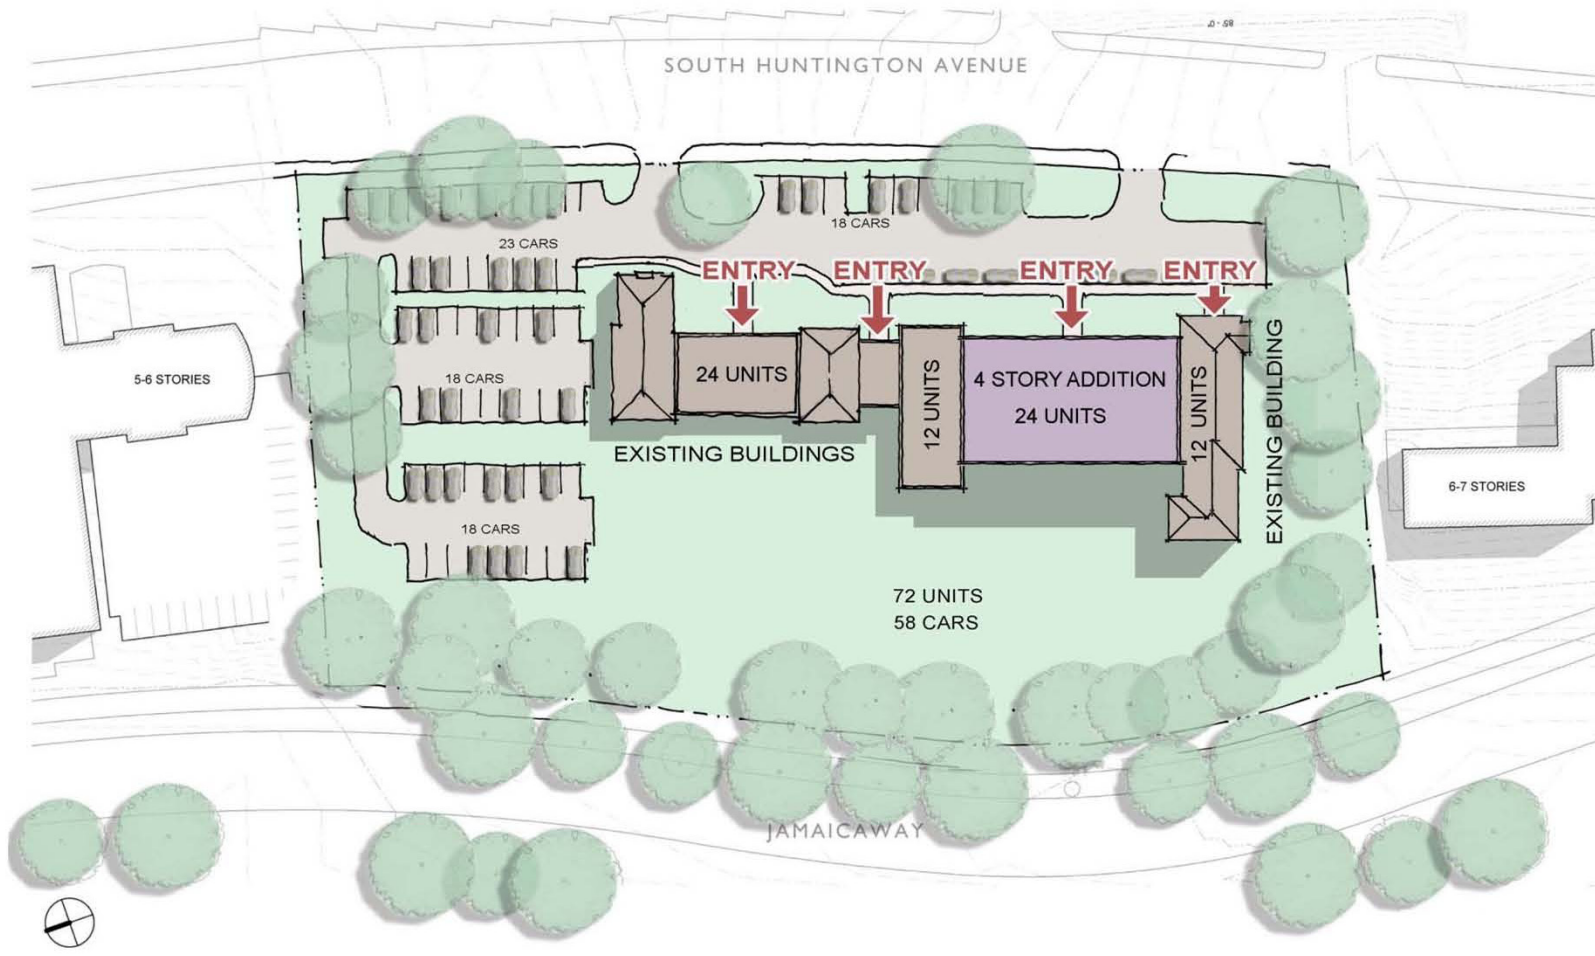 85'-0"
SOUTH HUNTINGTON AVENUE
18 CARS
23 CARS
ENTRY
ENTRY
ENTRY
ENTRY
5-6 STORIES
18 CARS
24 UNITS
12 UNITS
4 STORY ADDITION
24 UNITS
12 UNITS
EXISTING BUILDING
EXISTING BUILDINGS
6-7 STORIES
18 CARS
72 UNITS
58 CARS
JAMAICAWAY